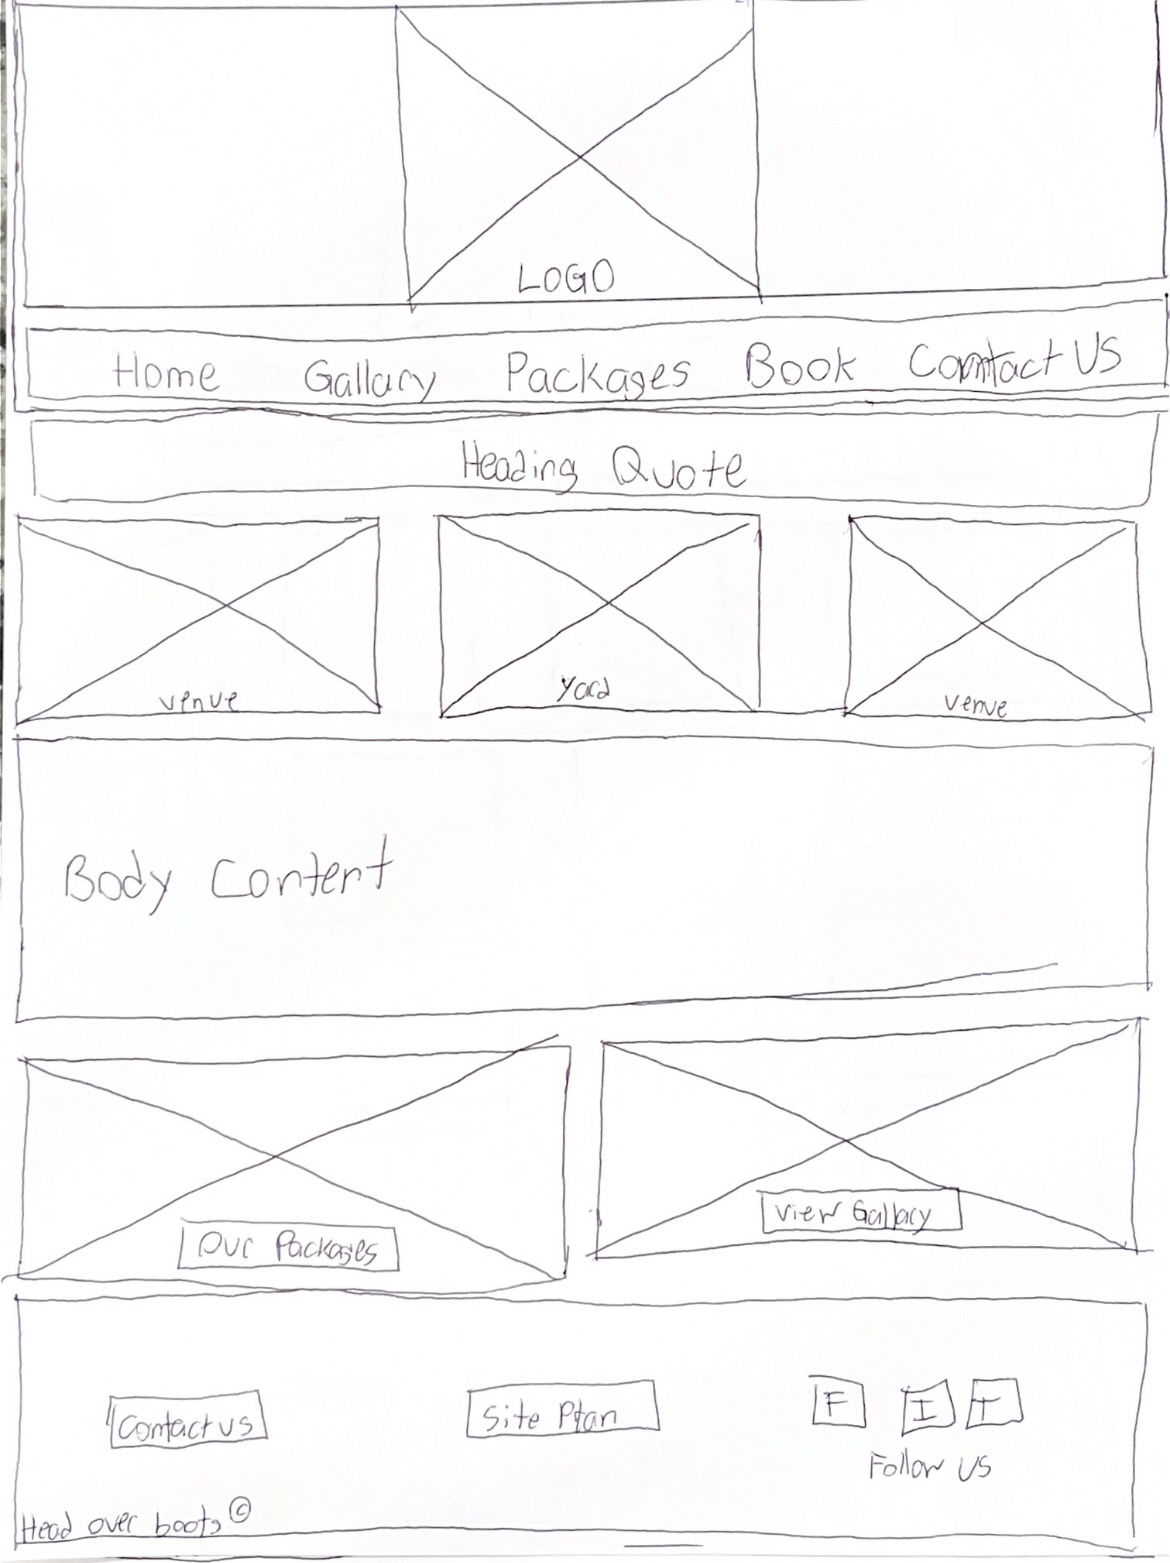 LOGO
Home Gallary Packages Book Contact Us
Heading Quote
venue yard venue
Body Content
Our Packages View Gallary
Contact us Site Plan F I T
Follow us
Head over boots ©